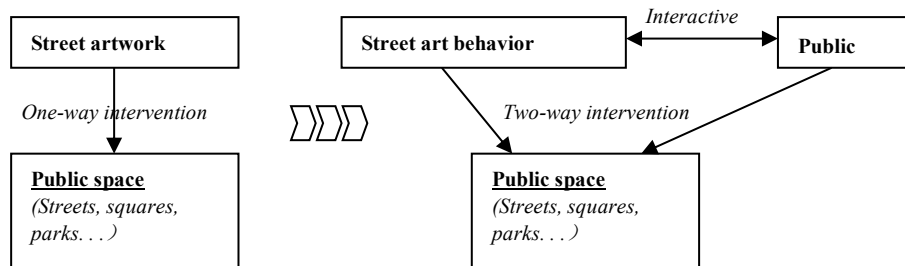 Street artwork
One-way intervention
Public space
(Streets, squares,
parks. . . ）
Interactive
Street art behavior
Public
Two-way intervention
Public space
(Streets, squares,
parks. . . ）